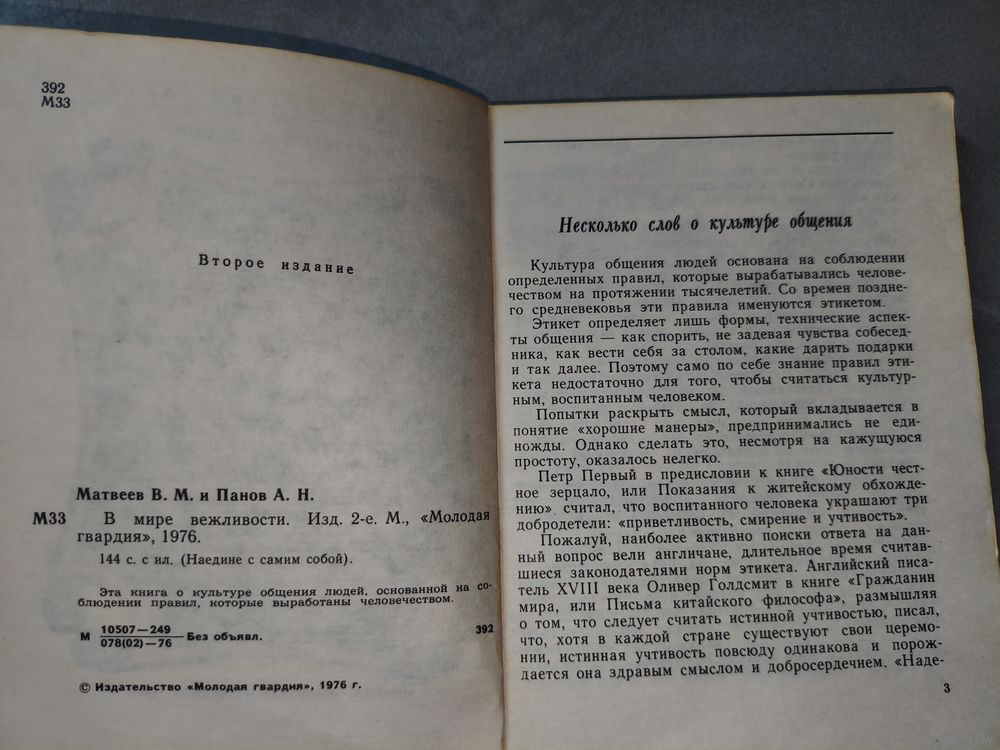 392
М33
Второе издание
Матвеев В. М. и Панов А. Н.
М33 В мире вежливости. Изд. 2-е. М., «Молодая
гвардия», 1976.
144 с. с ил. (Наедине с самим собой).
Эта книга о культуре общения людей, основанной на со-
блюдении правил, которые выработаны человечеством.
М 10507—249
078(02)—76 Без объявл. 392
© Издательство «Молодая гвардия», 1976 г.
Несколько слов о культуре общения
Культура общения людей основана на соблюдении
определенных правил, которые вырабатывались челове-
чеством на протяжении тысячелетий. Со времен поздне-
го средневековья эти правила именуются этикетом.
Этикет определяет лишь формы, технические аспек-
ты общения — как спорить, не задевая чувства собесед-
ника, как вести себя за столом, какие дарить подарки
и так далее. Поэтому само по себе знание правил эти-
кета недостаточно для того, чтобы считаться культур-
ным, воспитанным человеком.
Попытки раскрыть смысл, который вкладывается в
понятие «хорошие манеры», предпринимались не еди-
ножды. Однако сделать это, несмотря на кажущуюся
простоту, оказалось нелегко.
Петр Первый в предисловии к книге «Юности чест-
ное зерцало, или Показания к житейскому обхожде-
нию» считал, что воспитанного человека украшают три
добродетели: «приветливость, смирение и учтивость».
Пожалуй, наиболее активно поиски ответа на дан-
ный вопрос вели англичане, длительное время считав-
шиеся законодателями норм этикета. Английский писа-
тель XVIII века Оливер Голдсмит в книге «Гражданин
мира, или Письма китайского философа», размышляя
о том, что следует считать истинной учтивостью, писал,
что, хотя в каждой стране существуют свои церемо-
нии, истинная учтивость повсюду одинакова и порож-
дается она здравым смыслом и добросердечием. «Наде-
3